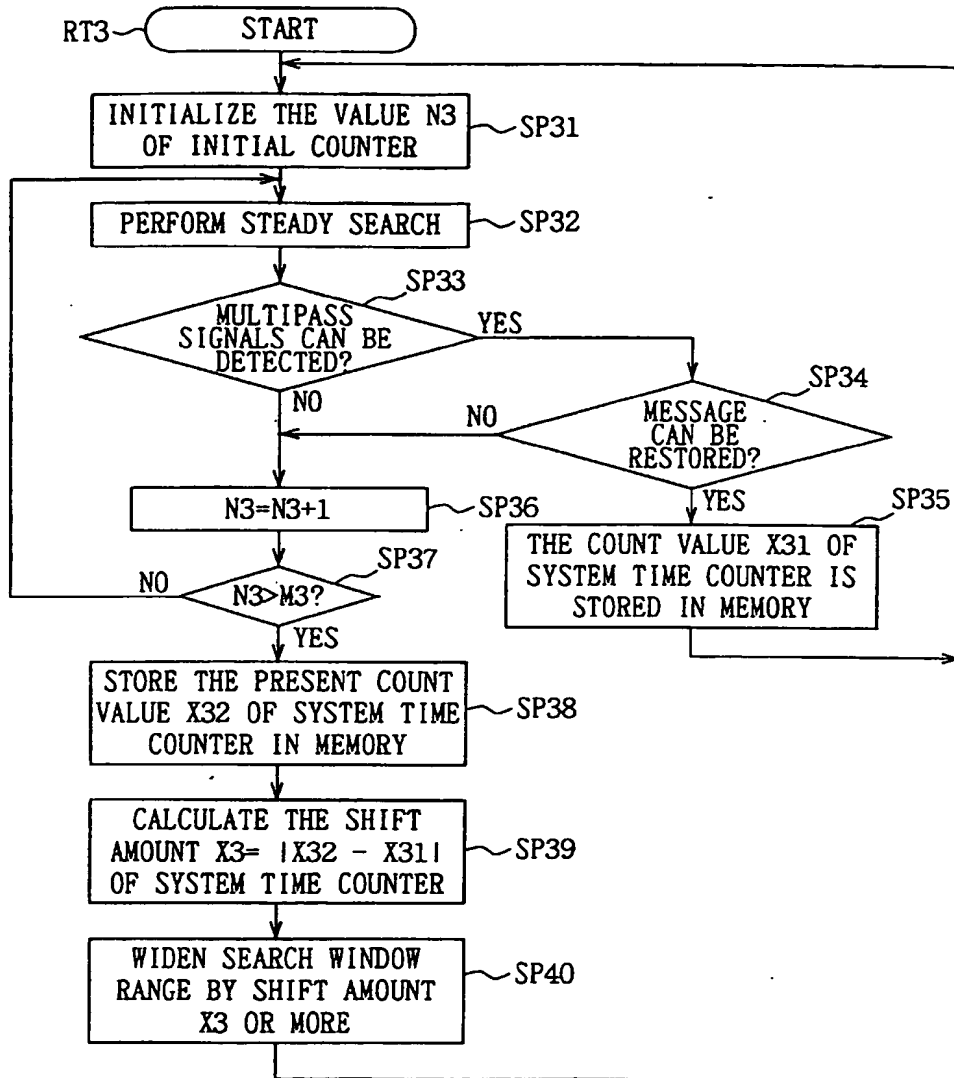 RT3
START
INITIALIZE THE VALUE N3
OF INITIAL COUNTER
SP31
PERFORM STEADY SEARCH
SP32
SP33
MULTIPASS
SIGNALS CAN BE
DETECTED?
YES
NO
SP34
MESSAGE
CAN BE
RESTORED?
NO
YES
SP35
THE COUNT VALUE X31 OF
SYSTEM TIME COUNTER IS
STORED IN MEMORY
N3=N3+1
SP36
SP37
N3>M3?
NO
YES
STORE THE PRESENT COUNT
VALUE X32 OF SYSTEM TIME
COUNTER IN MEMORY
SP38
CALCULATE THE SHIFT
AMOUNT X3= |X32 - X31|
OF SYSTEM TIME COUNTER
SP39
WIDEN SEARCH WINDOW
RANGE BY SHIFT AMOUNT
X3 OR MORE
SP40